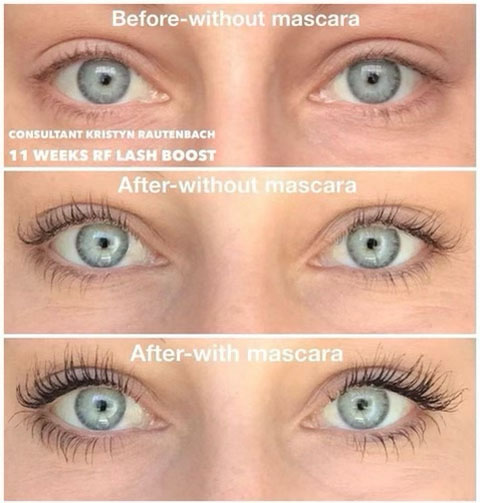 Before-without mascara
CONSULTANT KRISTYN RAUTENBACH
11 WEEKS RF LASH BOOST
After-without mascara
After-with mascara